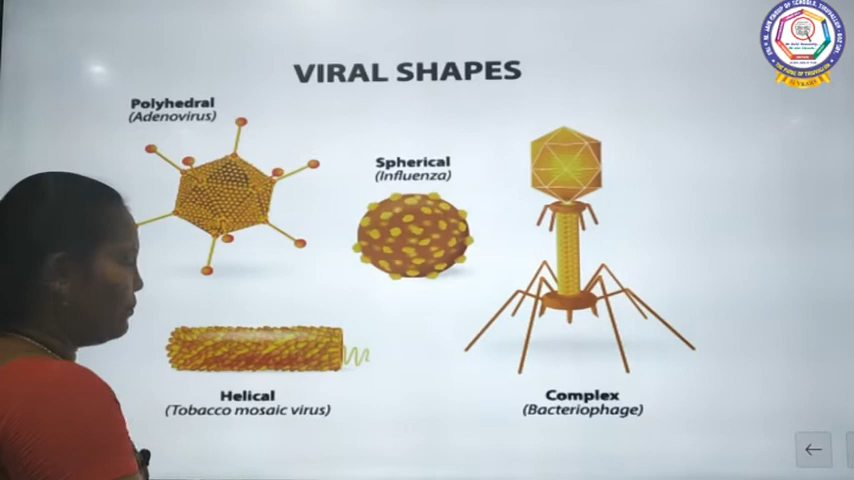 VIRAL SHAPES
Polyhedral
(Adenovirus)
Spherical
(Influenza)
Helical
(Tobacco mosaic virus)
Complex
(Bacteriophage)